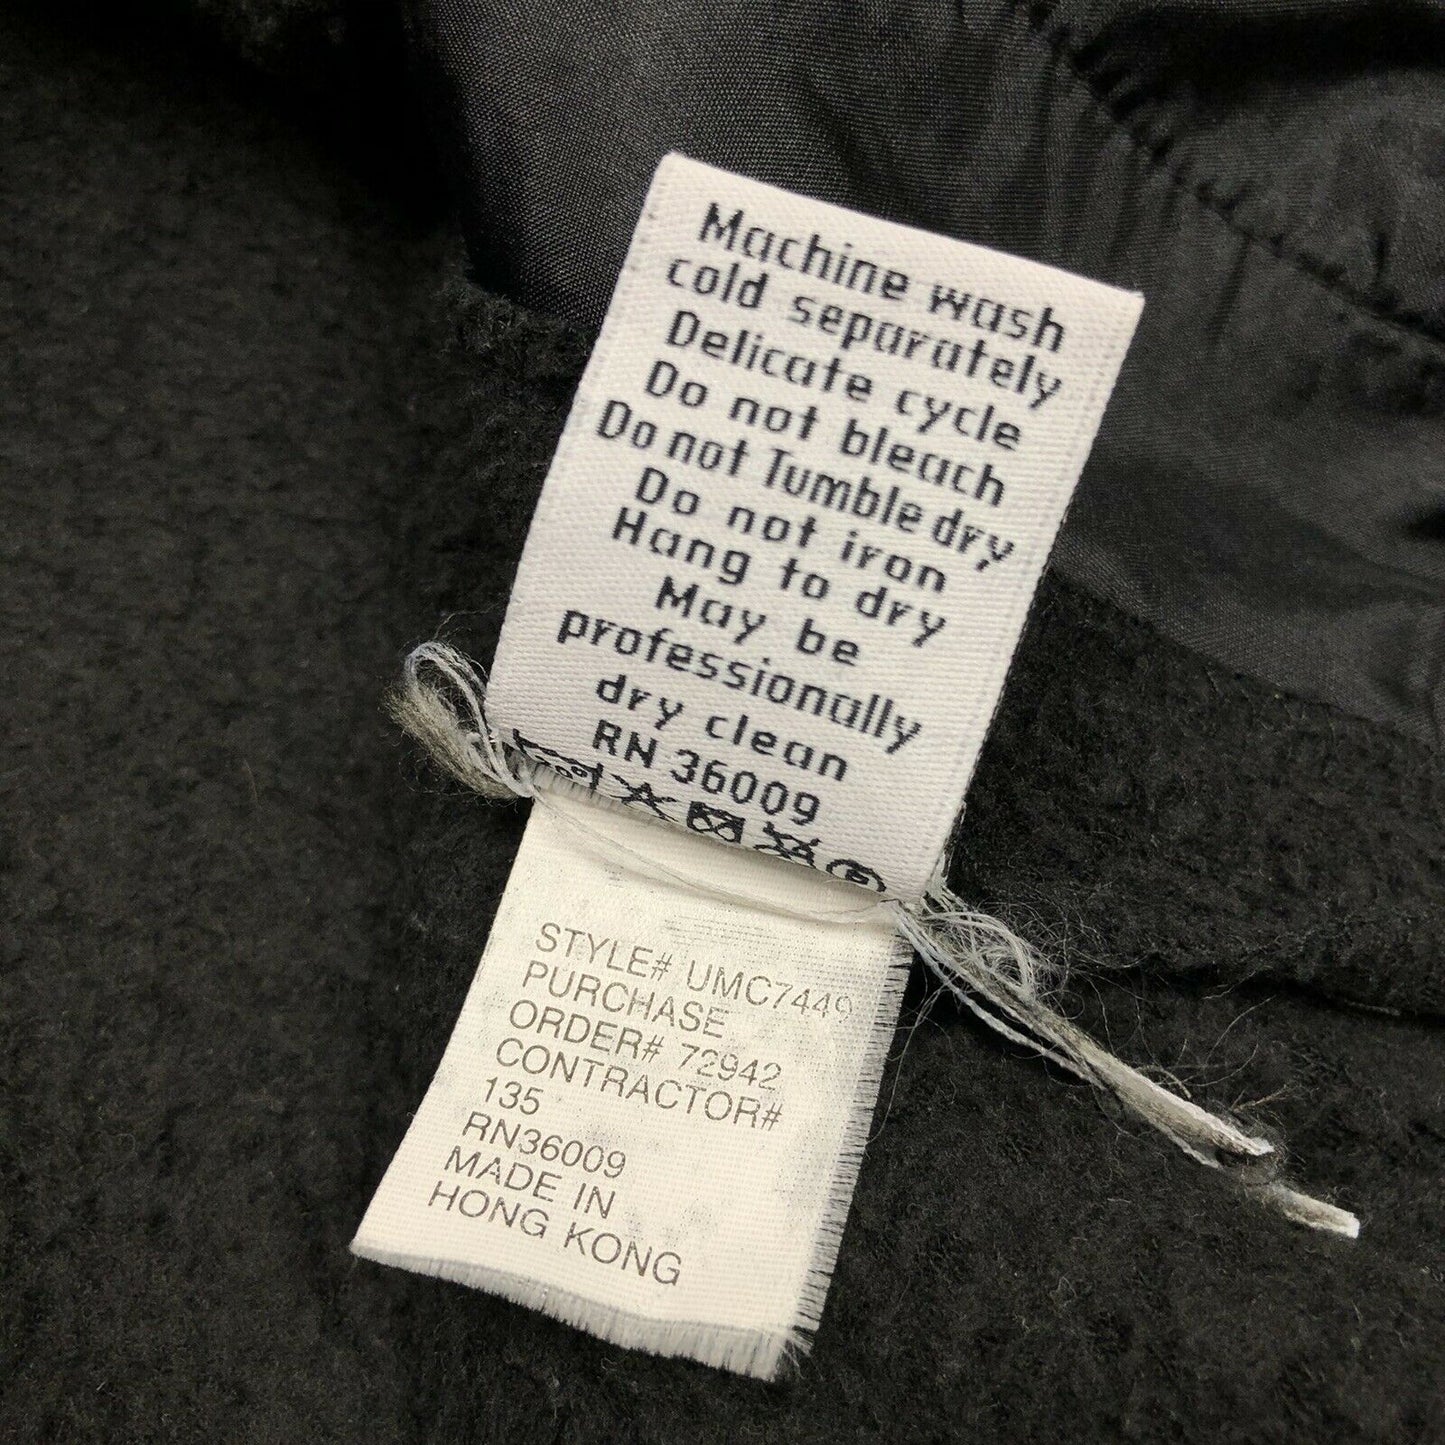 Machine wash
cold separately
Delicate cycle
Do not bleach
Do not Tumble dry
Do not iron
Hang to dry
May be
professionally
dry clean
RN 36009
STYLE# UMC7449
PURCHASE
ORDER# 72942
CONTRACTOR#
135
RN36009
MADE IN
HONG KONG